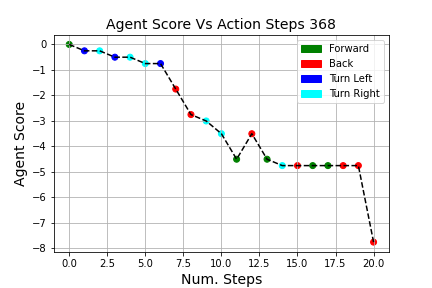 Agent Score Vs Action Steps 368
Forward
Back
Turn Left
Turn Right
0
−1
−2
−3
−4
−5
−6
−7
−8
Agent Score
0.0 2.5 5.0 7.5 10.0 12.5 15.0 17.5 20.0
Num. Steps